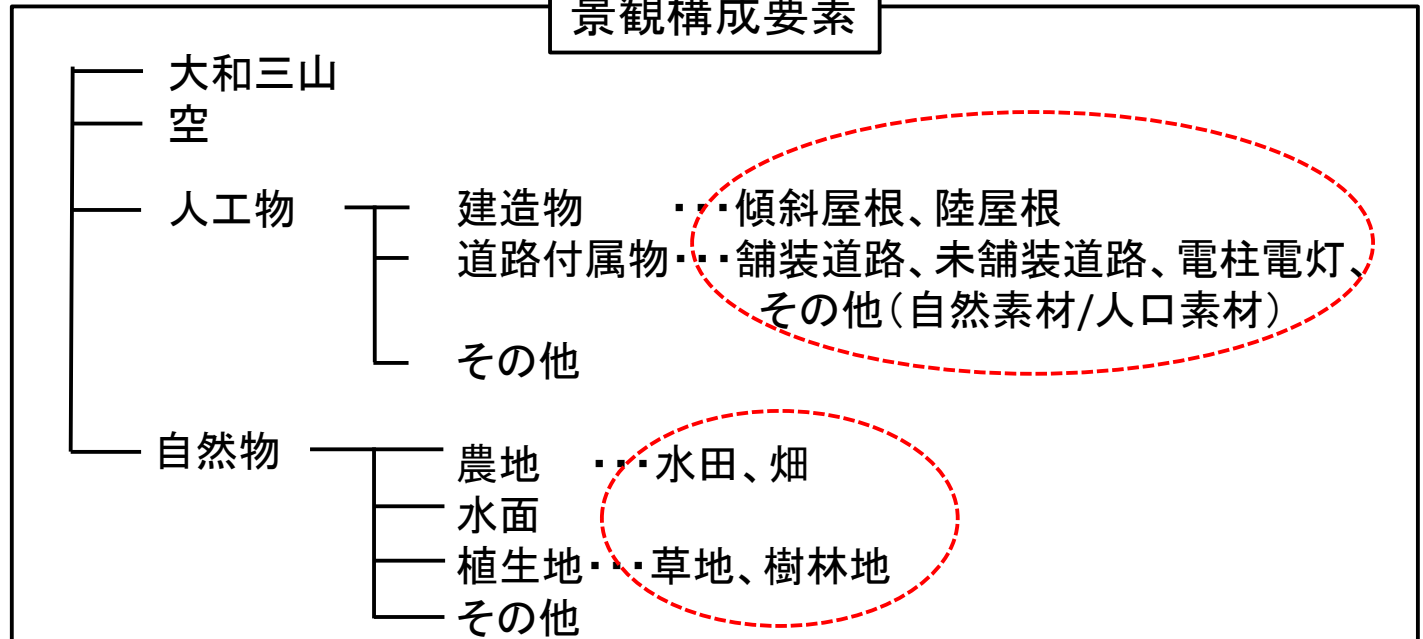 景観構成要素
大和三山
空
人工物 建造物 ・・・傾斜屋根、陸屋根
道路付属物・・・舗装道路、未舗装道路、電柱電灯、
その他（自然素材/人口素材）
その他
自然物 農地 ・・・水田、畑
水面
植生地・・・草地、樹林地
その他